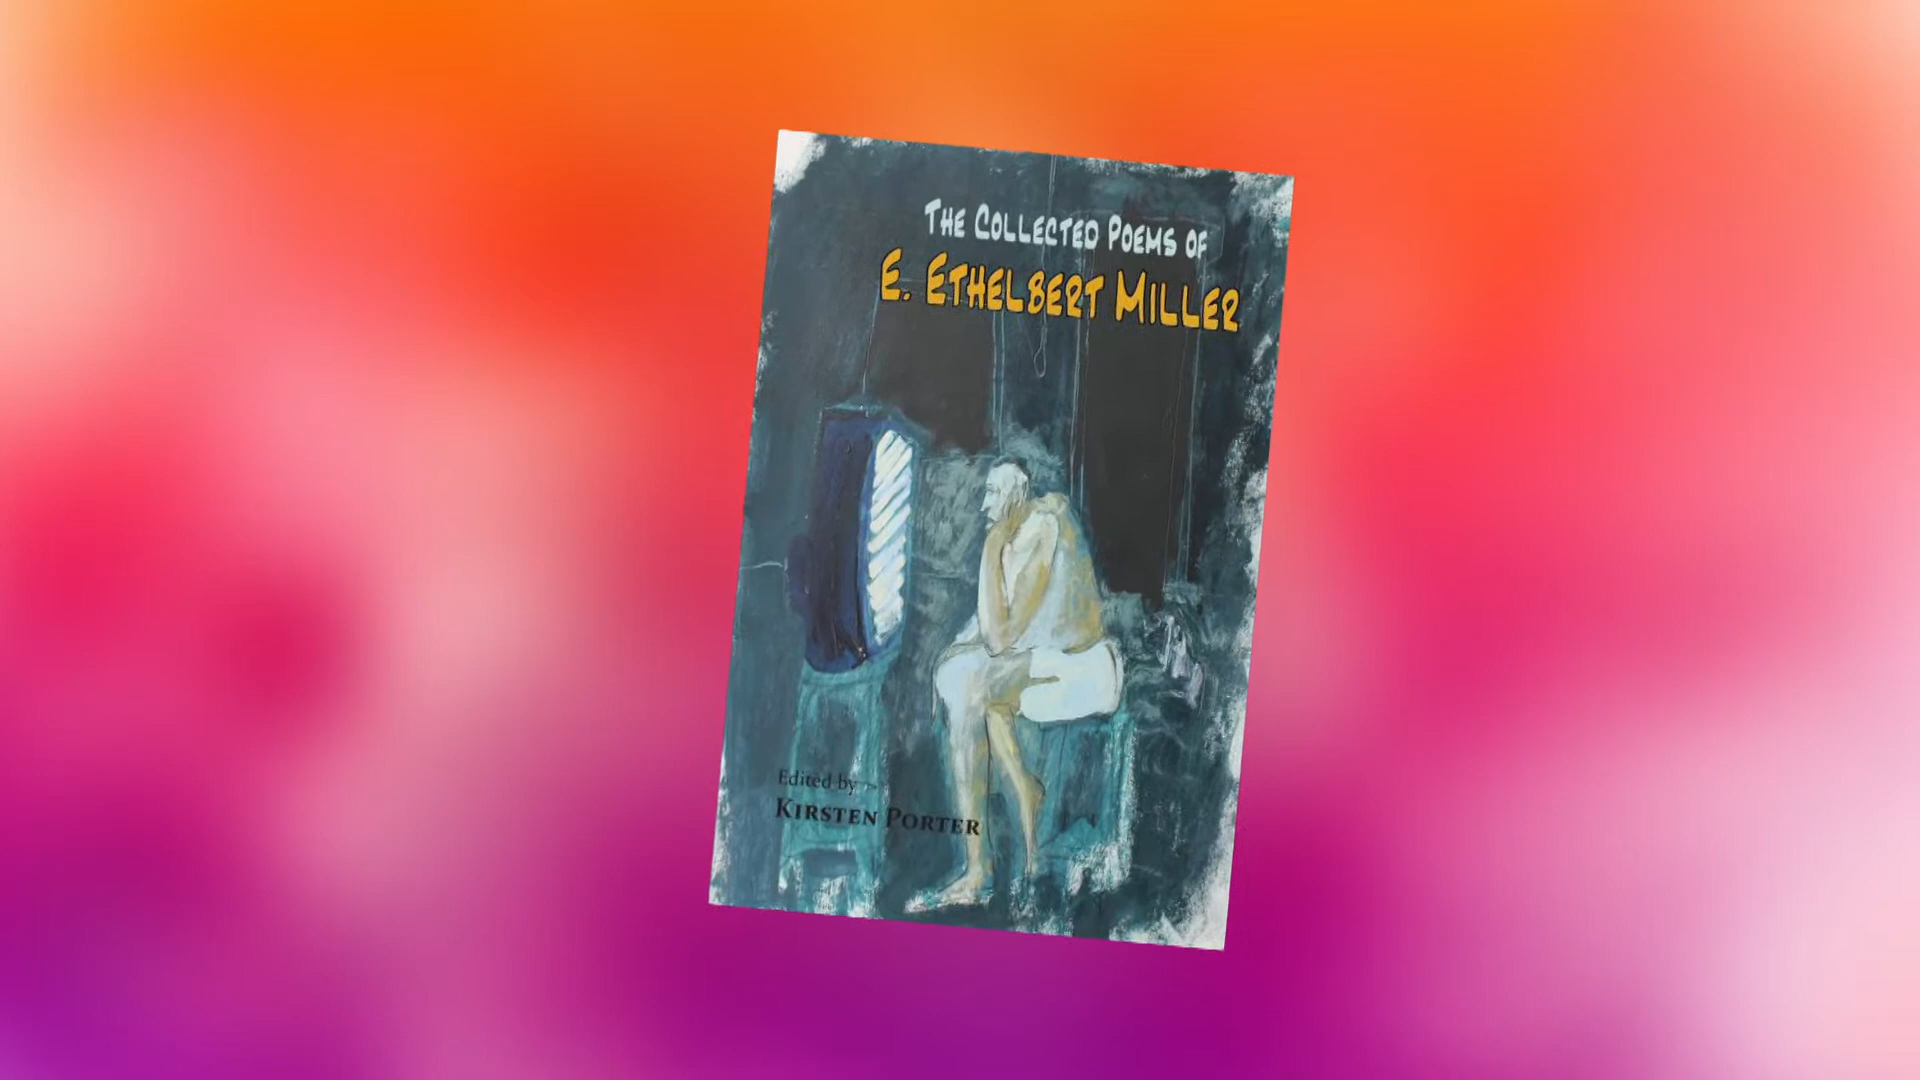 The Collected Poems of
E. Ethelbert Miller
Edited by
Kirsten Porter